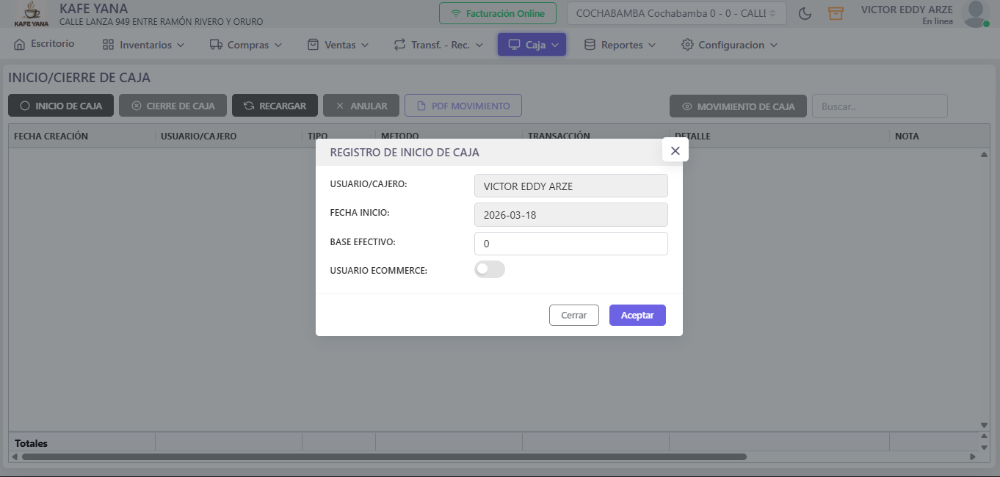 KAFE YANA
KAFE YANA
CALLE LANZA 949 ENTRE RAMÓN RIVERO Y ORURO
Facturación Online
COCHABAMBA Cochabamba 0 - 0 - CALLE
VICTOR EDDY ARZE
En linea
Escritorio
Inventarios
Compras
Ventas
Transf. - Rec.
Caja
Reportes
Configuracion
INICIO/CIERRE DE CAJA
INICIO DE CAJA
CIERRE DE CAJA
RECARGAR
ANULAR
PDF MOVIMIENTO
MOVIMIENTO DE CAJA
Buscar..
FECHA CREACIÓN
USUARIO/CAJERO
TIPO
METODO
TRANSACCIÓN
DETALLE
NOTA
REGISTRO DE INICIO DE CAJA
USUARIO/CAJERO:
VICTOR EDDY ARZE
FECHA INICIO:
2026-03-18
BASE EFECTIVO:
0
USUARIO ECOMMERCE:
Cerrar
Aceptar
Totales